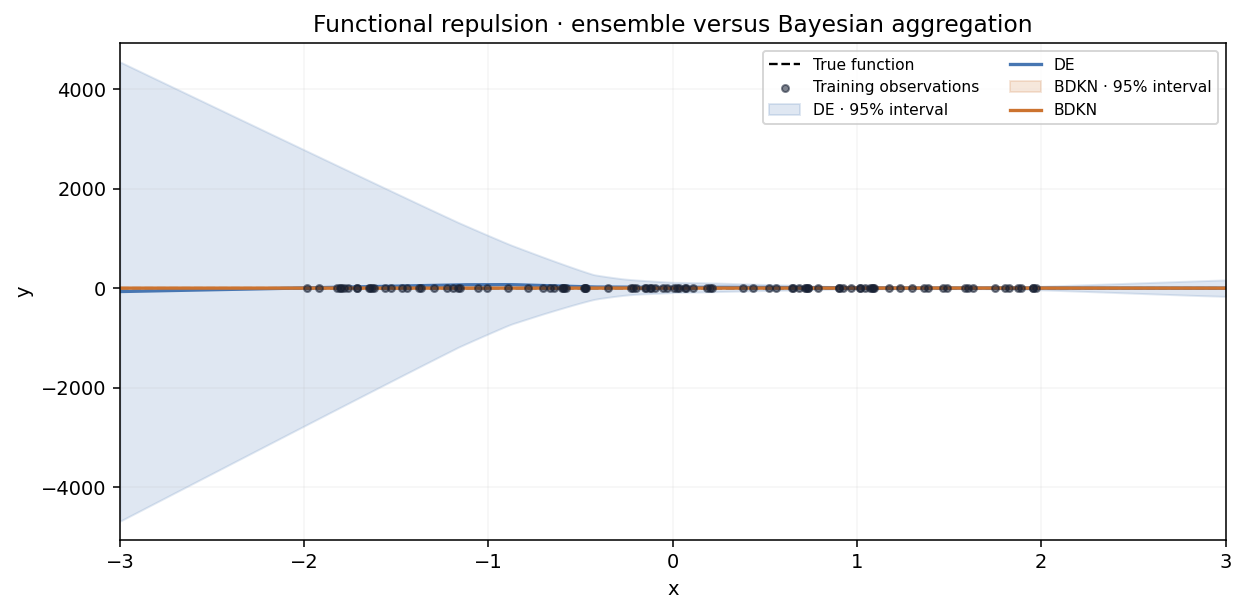 Functional repulsion · ensemble versus Bayesian aggregation
True function
Training observations
DE · 95% interval
DE
BDKN · 95% interval
BDKN
y
4000
2000
0
−2000
−4000
−3
−2
−1
0
1
2
3
x